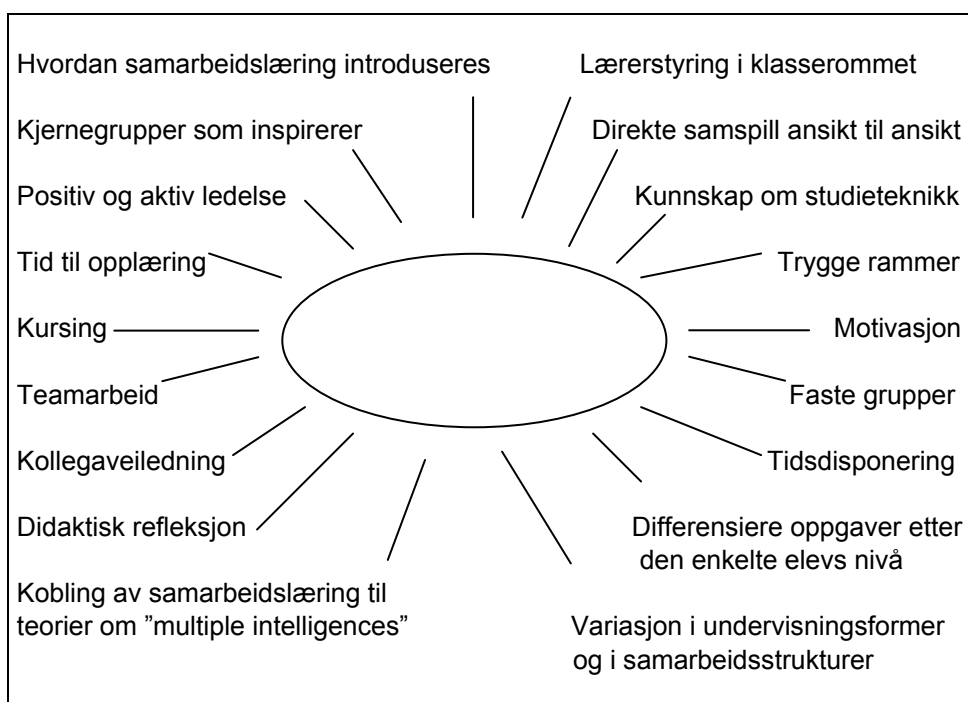 Hvordan samarbeidslæring introduseres
Kjernegrupper som inspirerer
Positiv og aktiv ledelse
Tid til opplæring
Kursing
Teamarbeid
Kollegaveiledning
Didaktisk refleksjon
Kobling av samarbeidslæring til
teorier om ”multiple intelligences”
Lærerstyring i klasserommet
Direkte samspill ansikt til ansikt
Kunnskap om studieteknikk
Trygge rammer
Motivasjon
Faste grupper
Tidsdisponering
Differensiere oppgaver etter
den enkelte elevs nivå
Variasjon i undervisningsformer
og i samarbeidsstrukturer